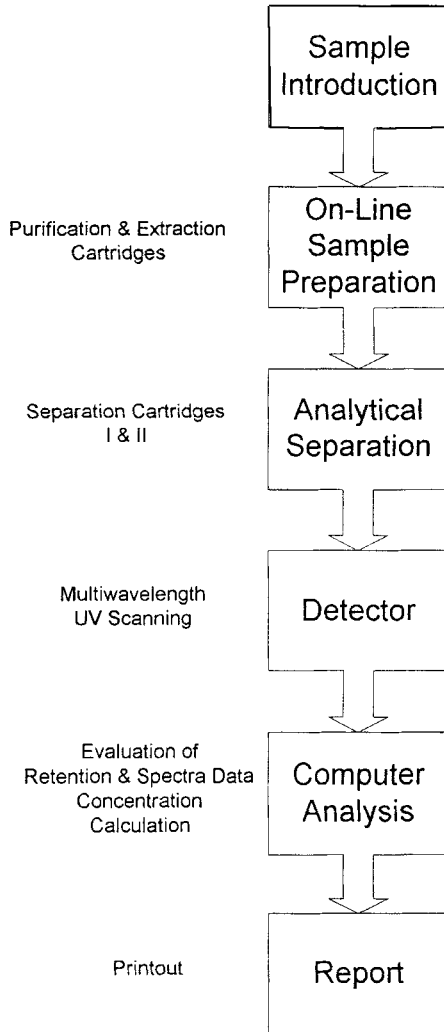 Sample
Introduction
Purification & Extraction
Cartridges
On-Line
Sample
Preparation
Separation Cartridges
I & II
Analytical
Separation
Multiwavelength
UV Scanning
Detector
Evaluation of
Retention & Spectra Data
Concentration
Calculation
Computer
Analysis
Printout
Report